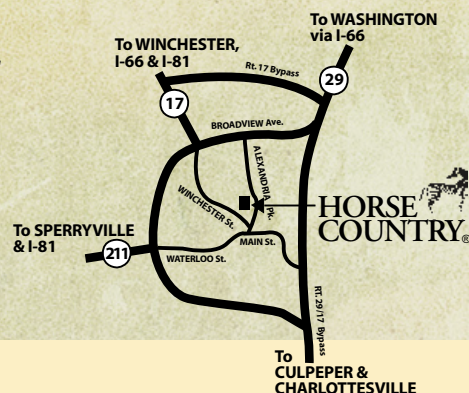 To WASHINGTON
via I-66
To WINCHESTER,
I-66 & I-81
Rt. 17 Bypass
29
17
BROADVIEW Ave.
ALEXANDRIA Pk.
WINCHESTER St.
HORSE
COUNTRY®
To SPERRYVILLE
& I-81
211
MAIN St.
WATERLOO St.
RT. 29/17 Bypass
To
CULPEPER &
CHARLOTTESVILLE